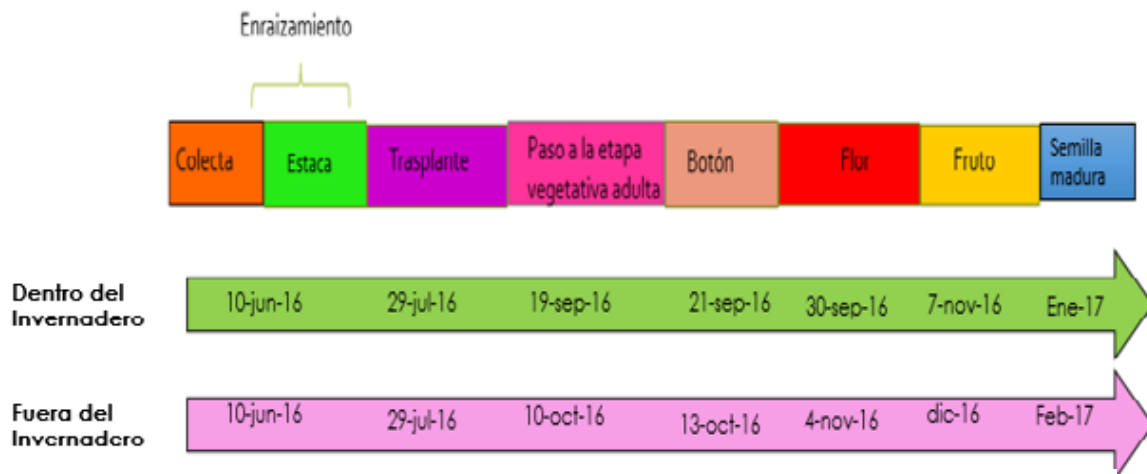 Enraizamiento
Colecta
Estaca
Trasplante
Paso a la etapa
vegetativa adulta
Botón
Flur
Fruto
Semilla
madura
Dentro del
Invernadero
10-jun-16
29-jul-16
19-sep-16
21-sep-16
30-sep-16
7-nov-16
Ene-17
Fuera del
Invernadero
10-jun-16
29-jul-16
10-oct-16
13-oct-16
4-nov-16
dic-16
Feb-17